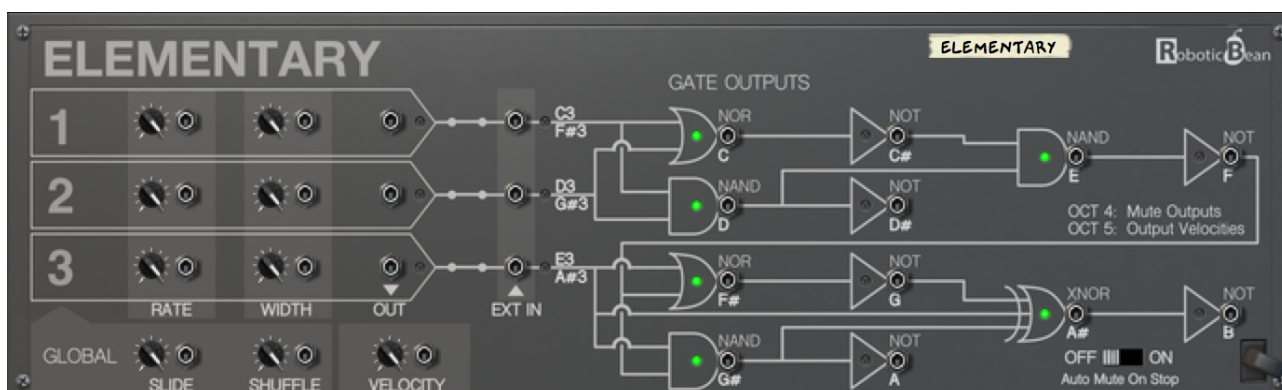 ELEMENTARY
ELEMENTARY
RoboticBean
GATE OUTPUTS
1
C3
F#3
NOR
C
NOT
C#
NAND
E
NOT
F
2
D3
G#3
NAND
D
NOT
D#
OCT 4: Mute Outputs
OCT 5: Output Velocities
3
E3
A#3
NOR
F#
NOT
G
XNOR
A#
NOT
B
RATE
WIDTH
OUT
EXT IN
GLOBAL
NAND
G#
NOT
A
OFF
ON
Auto Mute On Stop
SLIDE
SHUFFLE
VELOCITY